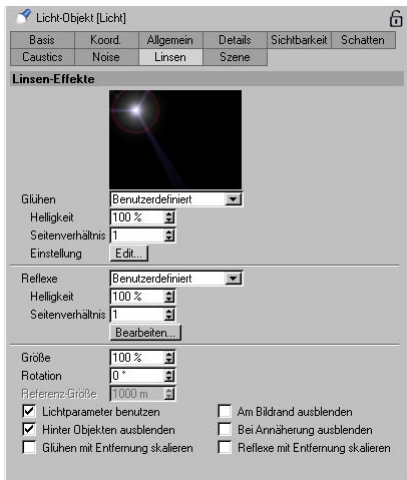 Licht-Objekt [Licht]
Basis Koord. Allgemein Details Sichtbarkeit Schatten
Caustics Noise Linsen Szene
Linsen-Effekte
Glühen Benutzerdefiniert
Helligkeit 100 %
Seitenverhältnis 1
Einstellung Edit...
Reflexe Benutzerdefiniert
Helligkeit 100 %
Seitenverhältnis 1
Bearbeiten...
Größe 100 %
Rotation 0 °
Referenz-Größe 1000 m
Lichtparameter benutzen Am Bildrand ausblenden
Hinter Objekten ausblenden Bei Annäherung ausblenden
Glühen mit Entfernung skalieren Reflexe mit Entfernung skalieren